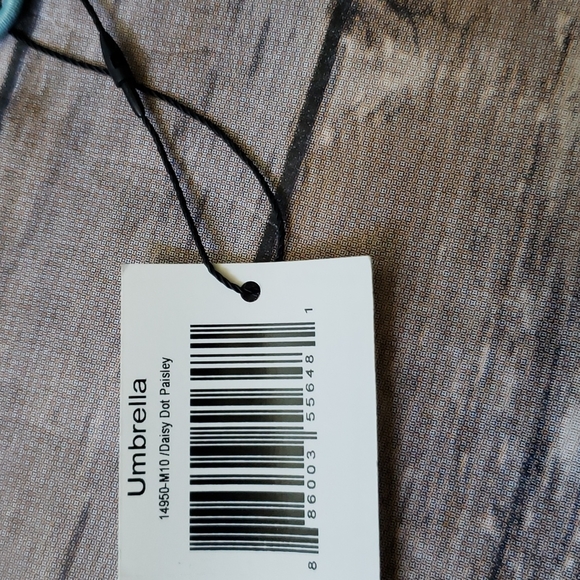 Umbrella
14950-M10 /Daisy Dot Paisley
8 86003 55648 1